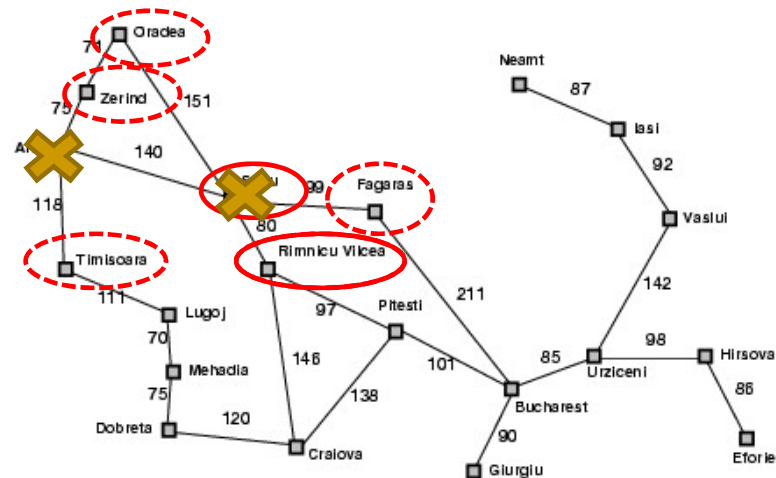 Oradea
71
Neamt
87
Zerind
151
75
Iasi
A
140
92
99
Fagaras
118
80
Vaslui
Timisoara
Rimnicu Vilcea
111
142
211
Lugoj
97
Pitesti
70
98
Hirsova
146
101
85
Mehadia
Urziceni
138
86
75
Bucharest
120
Dobreta
90
Craiova
Eforie
Giurgiu